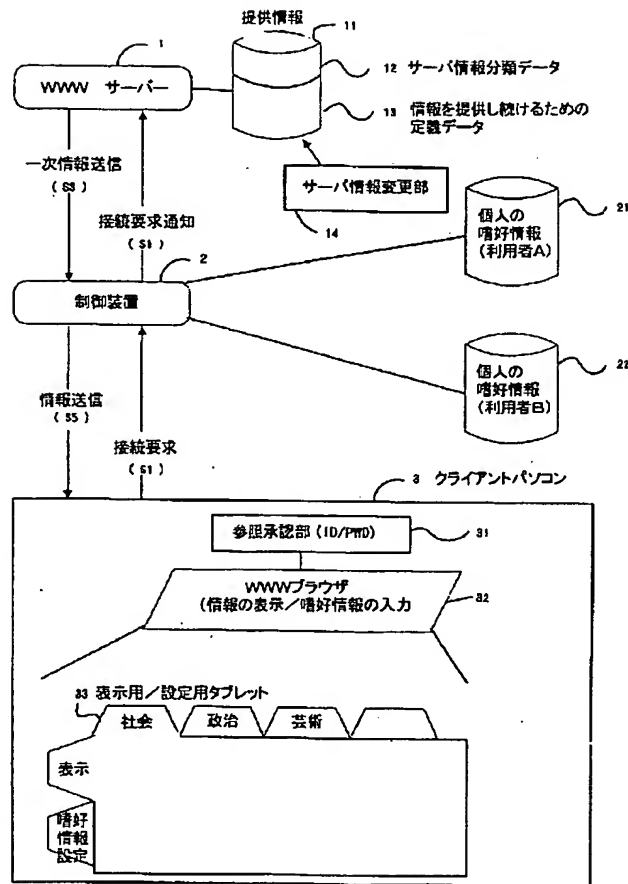 提供情報
11
1
12 サーバ情報分類データ
WWW サーバー
13 情報を提供し続けるための
定義データ
一次情報送信
(S3)
サーバ情報変更部
14
接続要求通知
(S1)
2
個人の
嗜好情報
(利用者A)
21
制御装置
個人の
嗜好情報
(利用者B)
22
情報送信
(S5)
接続要求
(S1)
3 クライアントパソコン
参照承認部(ID/PWD)
31
WWWブラウザ
(情報の表示/嗜好情報の入力
32
33 表示用/設定用タブレット
社会
政治
芸術
表示
嗜好
情報
設定